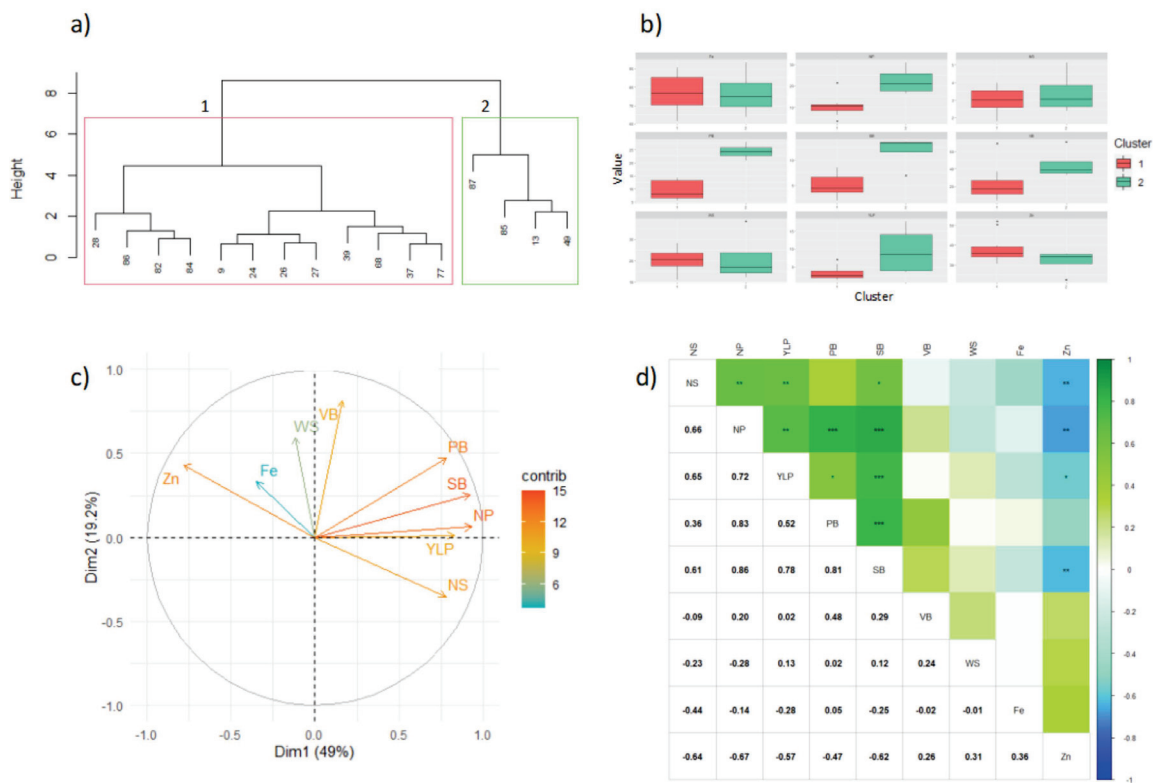 a)
1
2
8
6
4
2
0
Height
28
86
82
84
9
24
26
27
39
68
37
77
87
85
13
49
b)
Value
Cluster
Cluster
1
2
c)
1.0
0.5
0.0
-0.5
-1.0
-1.0 -0.5 0.0 0.5 1.0
Dim2 (19.2%)
Dim1 (49%)
VB
WS
PB
Zn
Fe
SB
NP
YLP
NS
contrib
15
12
9
6
d)
NS NP YLP PB SB VB WS Fe Zn
NS ** ** * **
0.66 NP ** *** *** **
0.65 0.72 YLP * *** *
0.36 0.83 0.52 PB ***
0.61 0.86 0.78 0.81 SB **
-0.09 0.20 0.02 0.48 0.29 VB
-0.23 -0.28 0.13 0.02 0.12 0.24 WS
-0.44 -0.14 -0.28 0.05 -0.25 -0.02 -0.01 Fe
-0.64 -0.67 -0.57 -0.47 -0.62 0.26 0.31 0.36 Zn
1
0.8
0.6
0.4
0.2
0
-0.2
-0.4
-0.6
-0.8
-1